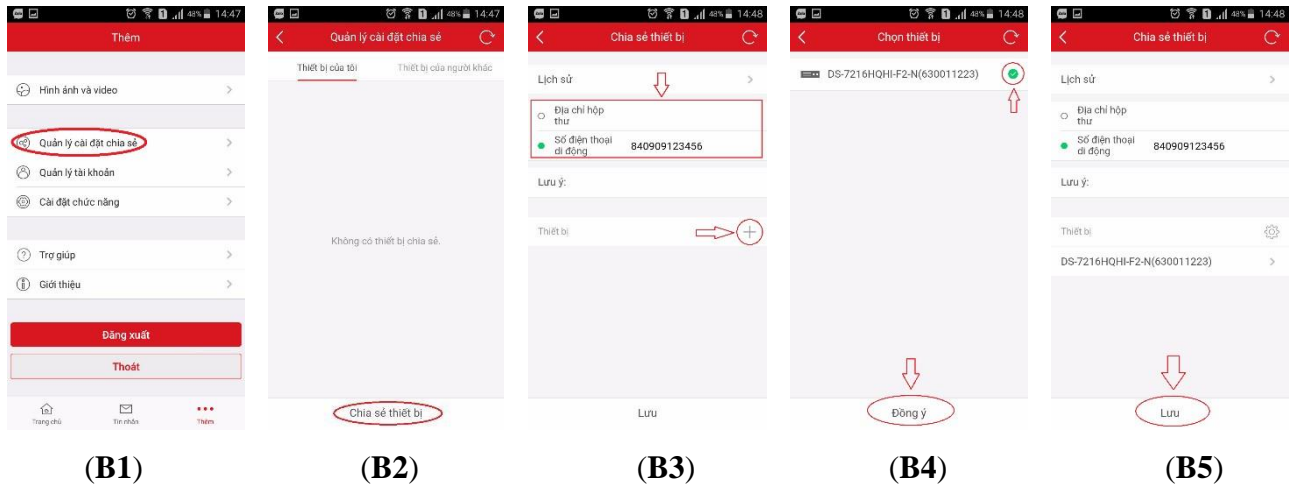 48% 14:47
Thêm
Hình ảnh và video
Quản lý cài đặt chia sẻ
Quản lý tài khoản
Cài đặt chức năng
Trợ giúp
Giới thiệu
Đăng xuất
Thoát
Trang chủ Tin nhắn Thêm
(B1)
48% 14:47
Quản lý cài đặt chia sẻ
Thiết bị của tôi Thiết bị của người khác
Không có thiết bị chia sẻ.
Chia sẻ thiết bị
(B2)
48% 14:48
Chia sẻ thiết bị
Lịch sử
Địa chỉ hộp
thư
Số điện thoại
di động 840909123456
Lưu ý:
Thiết bị
Lưu
(B3)
48% 14:48
Chọn thiết bị
DS-7216HQHI-F2-N(630011223)
Đồng ý
(B4)
48% 14:48
Chia sẻ thiết bị
Lịch sử
Địa chỉ hộp
thư
Số điện thoại
di động 840909123456
Lưu ý:
Thiết bị
DS-7216HQHI-F2-N(630011223)
Lưu
(B5)